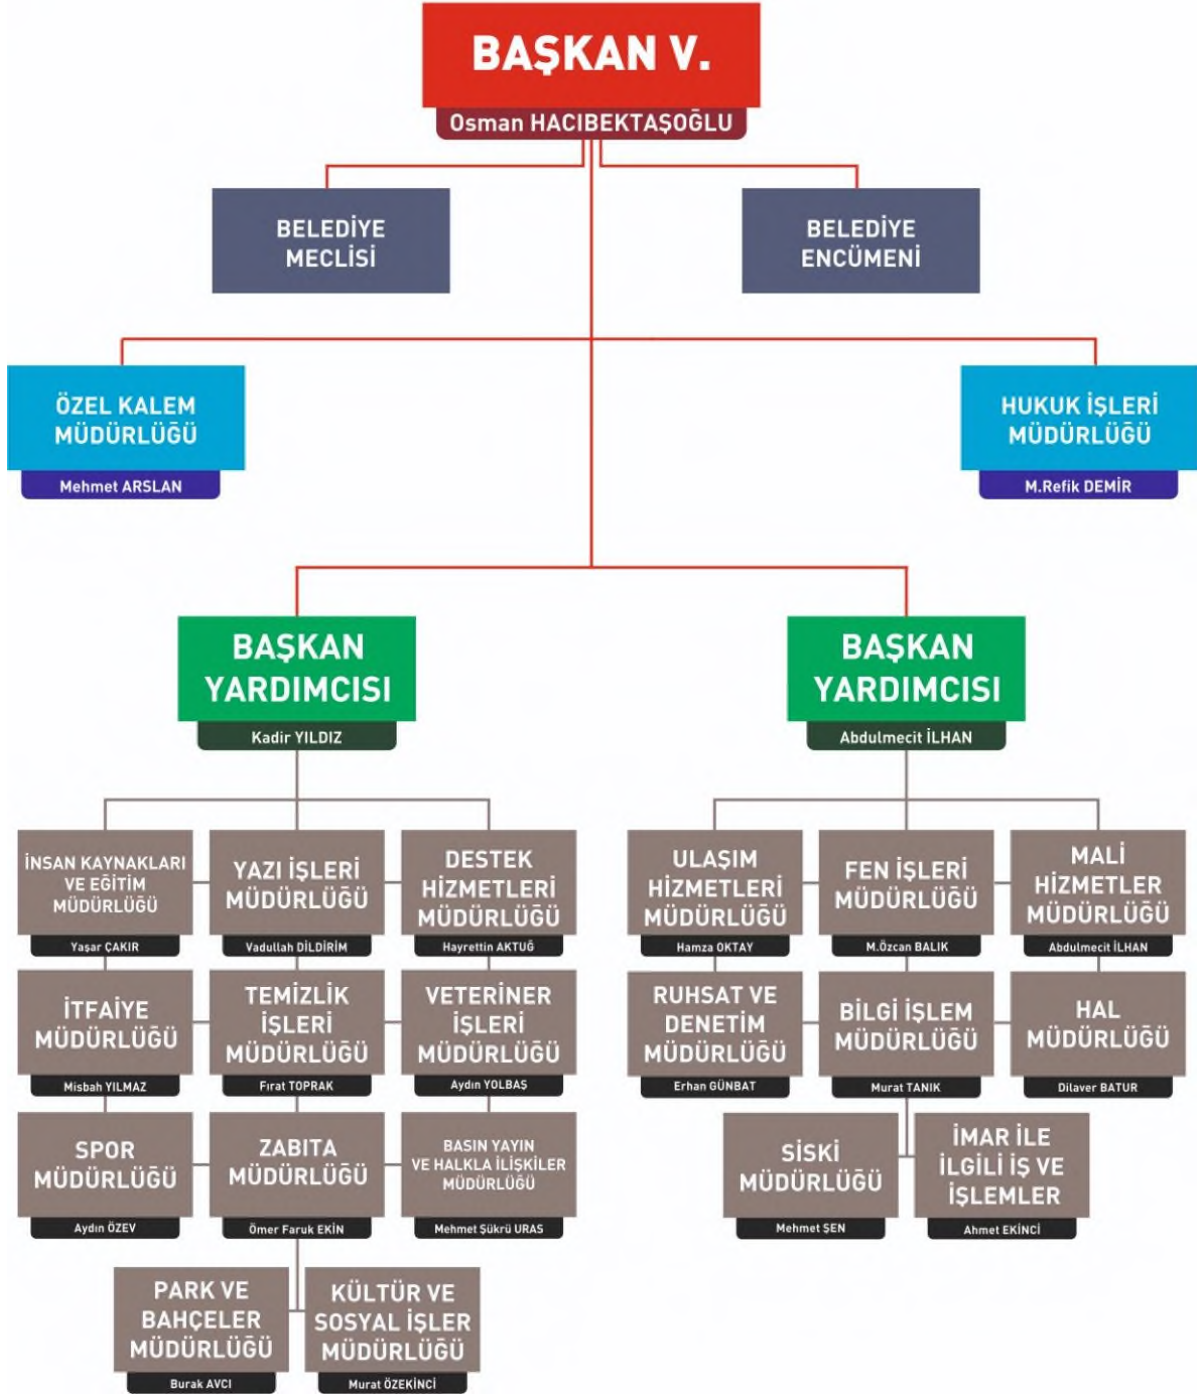 BAŞKAN V.
Osman HACIBEKTAŞOĞLU
BELEDİYE
MECLİSİ
BELEDİYE
ENCÜMENİ
ÖZEL KALEM
MÜDÜRLÜĞÜ
Mehmet ARSLAN
HUKUK İŞLERİ
MÜDÜRLÜĞÜ
M.Refik DEMİR
BAŞKAN
YARDIMCISI
Kadir YILDIZ
BAŞKAN
YARDIMCISI
Abdulmecit İLHAN
İNSAN KAYNAKLARI
VE EĞİTİM
MÜDÜRLÜĞÜ
Yaşar ÇAKIR
YAZI İŞLERİ
MÜDÜRLÜĞÜ
Vadullah DİLDİRİM
DESTEK
HİZMETLERİ
MÜDÜRLÜĞÜ
Hayrettin AKTUĞ
ULAŞIM
HİZMETLERİ
MÜDÜRLÜĞÜ
Hamza OKTAY
FEN İŞLERİ
MÜDÜRLÜĞÜ
M.Özcan BALIK
MALİ
HİZMETLER
MÜDÜRLÜĞÜ
Abdulmecit İLHAN
İTFAİYE
MÜDÜRLÜĞÜ
Misbah YILMAZ
TEMİZLİK
İŞLERİ
MÜDÜRLÜĞÜ
Fırat TOPRAK
VETERİNER
İŞLERİ
MÜDÜRLÜĞÜ
Aydın YOLBAŞ
RUHSAT VE
DENETİM
MÜDÜRLÜĞÜ
Erhan GÜNBAT
BİLGİ İŞLEM
MÜDÜRLÜĞÜ
Murat TANIK
HAL
MÜDÜRLÜĞÜ
Dilaver BATUR
SPOR
MÜDÜRLÜĞÜ
Aydın ÖZEV
ZABITA
MÜDÜRLÜĞÜ
Ömer Faruk EKİN
BASIN YAYIN
VE HALKLA İLİŞKİLER
MÜDÜRLÜĞÜ
Mehmet Şükrü URAS
SİSKİ
MÜDÜRLÜĞÜ
Mehmet ŞEN
İMAR İLE
İLGİLİ İŞ VE
İŞLEMLER
Ahmet EKİNCİ
PARK VE
BAHÇELER
MÜDÜRLÜĞÜ
Burak AVCI
KÜLTÜR VE
SOSYAL İŞLER
MÜDÜRLÜĞÜ
Murat ÖZEKİNCİ